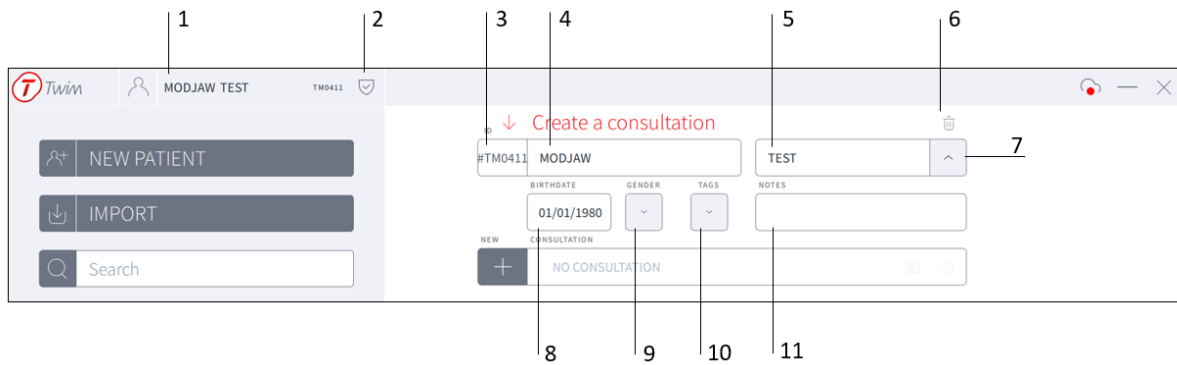 1 2 3 4 5 6
Twim MODJAW TEST TM0411
ID Create a consultation
NEW PATIENT #TM0411 MODJAW TEST 7
BIRTHDATE GENDER TAGS NOTES
IMPORT 01/01/1980
NEW CONSULTATION
Search NO CONSULTATION
8 9 10 11